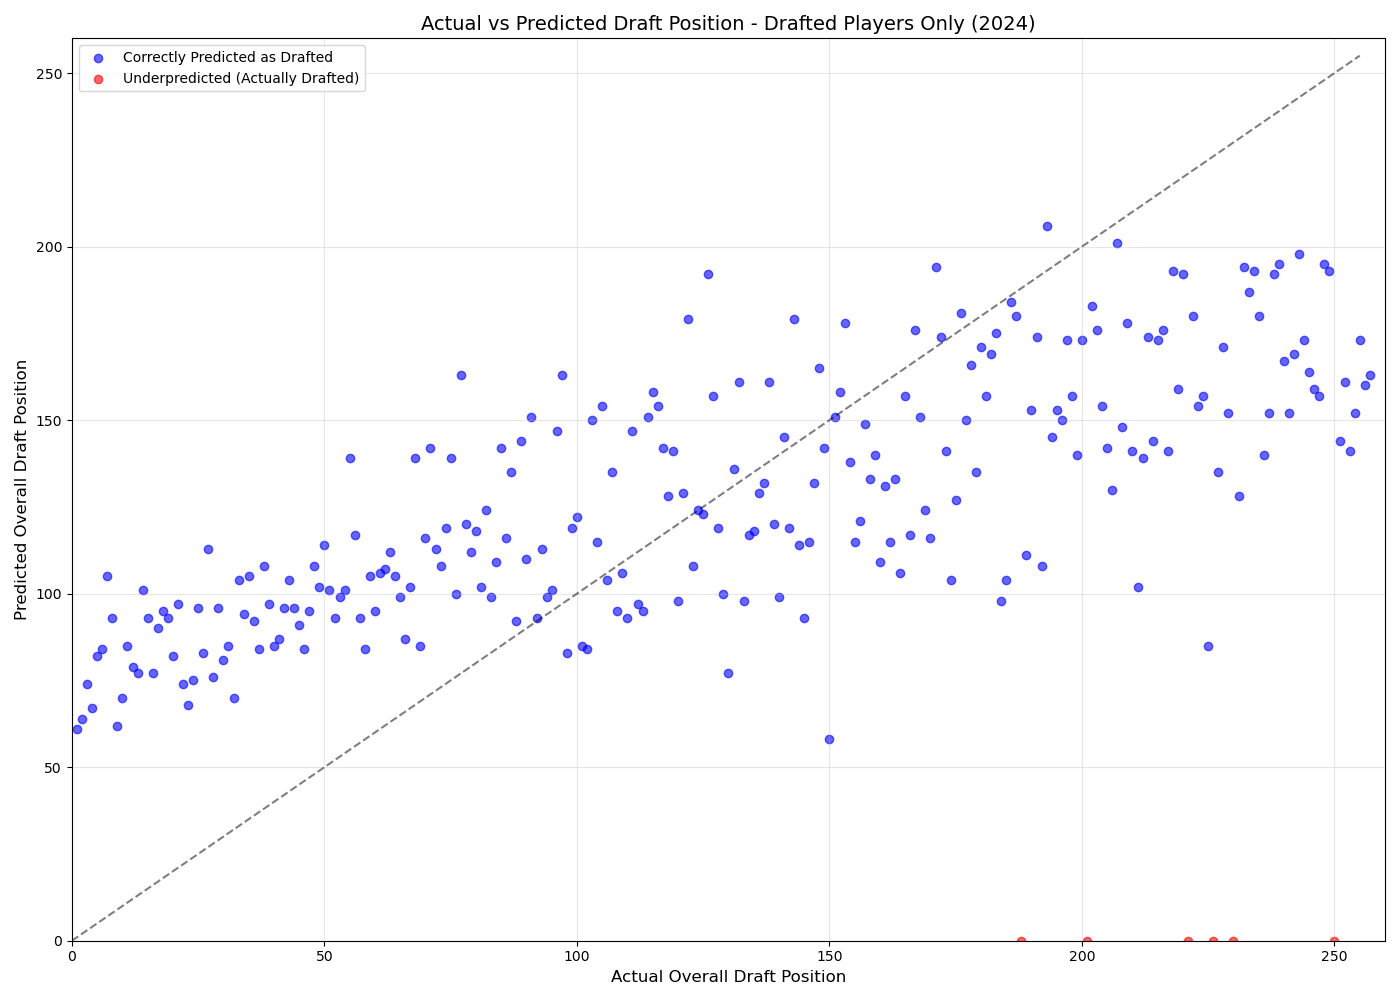 Actual vs Predicted Draft Position - Drafted Players Only (2024)
Correctly Predicted as Drafted
Underpredicted (Actually Drafted)
Predicted Overall Draft Position
250
200
150
100
50
0
0 50 100 150 200 250
Actual Overall Draft Position